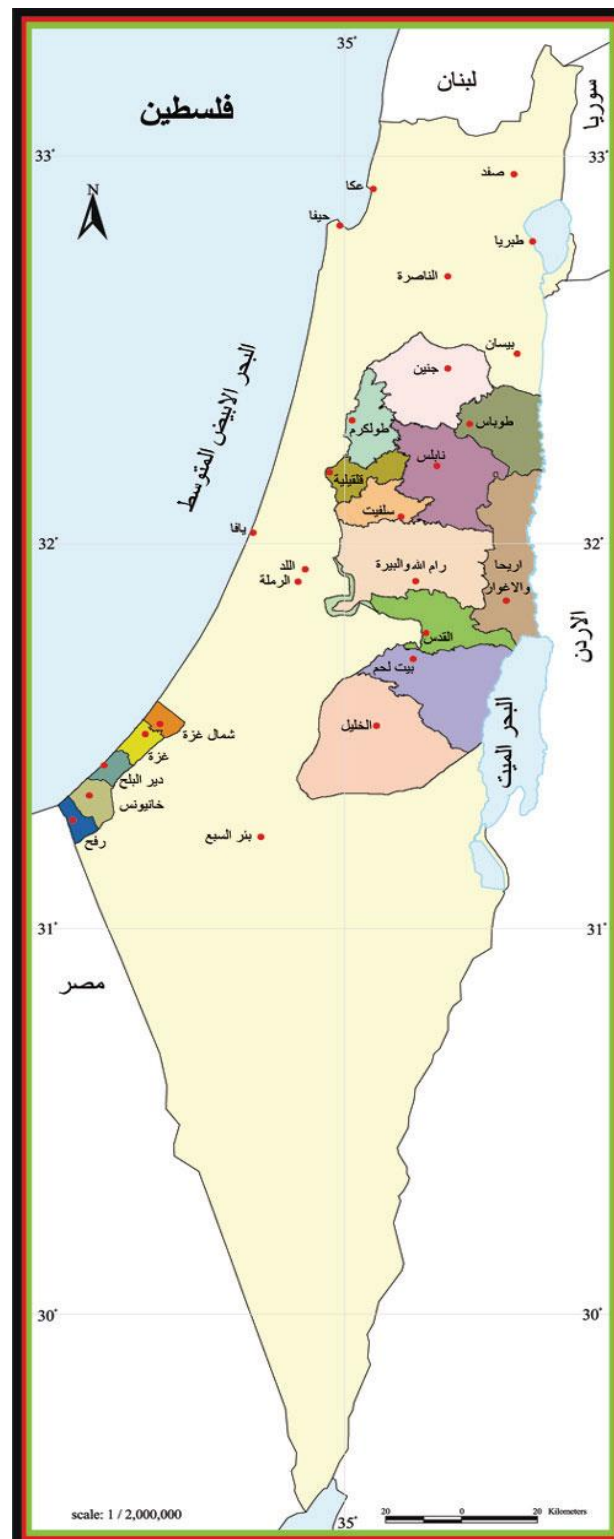 35°
لبنان
سوريا
فلسطين
33°
33°
صفد
عكا
N
حيفا
طبريا
الناصرة
بيسان
جنين
البحر الابيض المتوسط
طولكرم
طوباس
نابلس
قلقيلية
سلفيت
يافا
32°
32°
اللد
الرملة
رام الله والبيرة
اريحا
والاغوار
القدس
الاردن
بيت لحم
الخليل
البحر الميت
شمال غزة
غزة
دير البلح
خانيونس
رفح
بئر السبع
31°
31°
مصر
30°
30°
scale: 1 / 2,000,000
35°
20 0 20 Kilometers